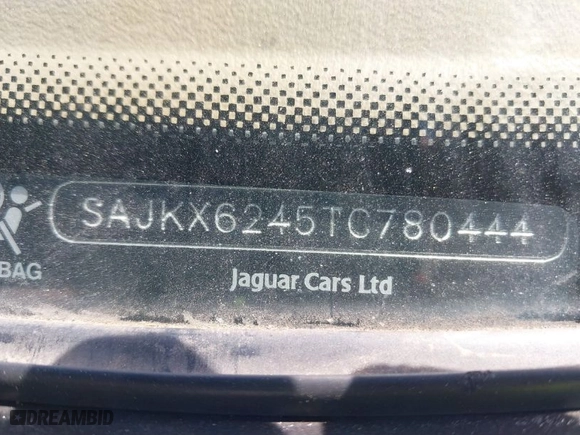 SAJKX6245TC780444
BAG
Jaguar Cars Ltd
DREAMBID